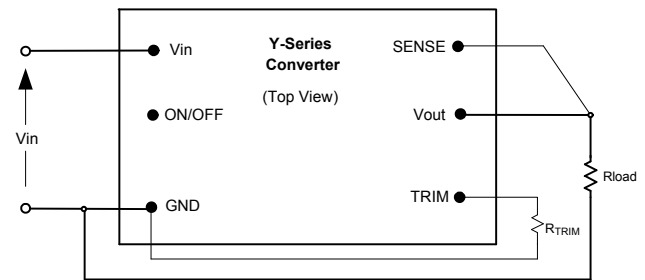 Y-Series
Converter
(Top View)
Vin
SENSE
ON/OFF
Vout
Vin
GND
TRIM
RTRIM
Rload